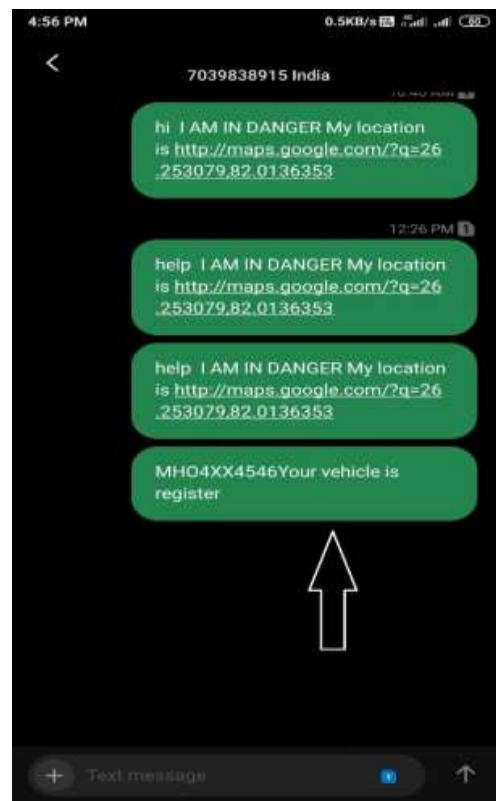 4:56 PM
0.5KB/s
7039838915 India
hi I AM IN DANGER My location
is http://maps.google.com/?q=26
.253079,82.0136353
12:26 PM 1
help I AM IN DANGER My location
is http://maps.google.com/?q=26
.253079,82.0136353
help I AM IN DANGER My location
is http://maps.google.com/?q=26
.253079,82.0136353
MHO4XX4546Your vehicle is
register
Text message